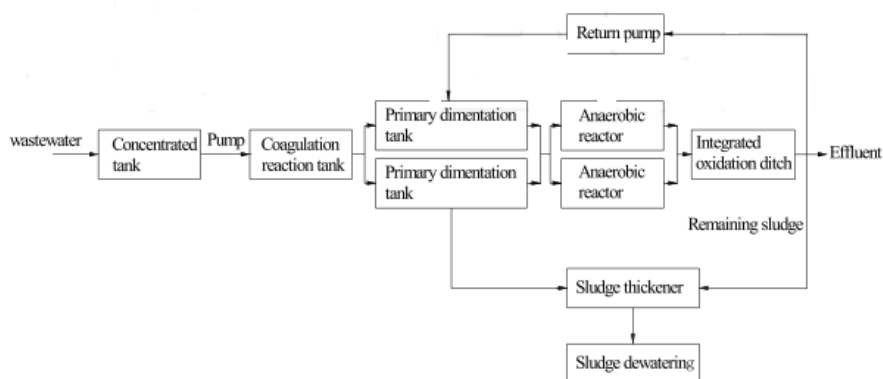 Return pump
wastewater
Concentrated
tank
Pump
Coagulation
reaction tank
Primary dimentation
tank
Primary dimentation
tank
Anaerobic
reactor
Anaerobic
reactor
Integrated
oxidation ditch
Effluent
Remaining sludge
Sludge thickener
Sludge dewatering